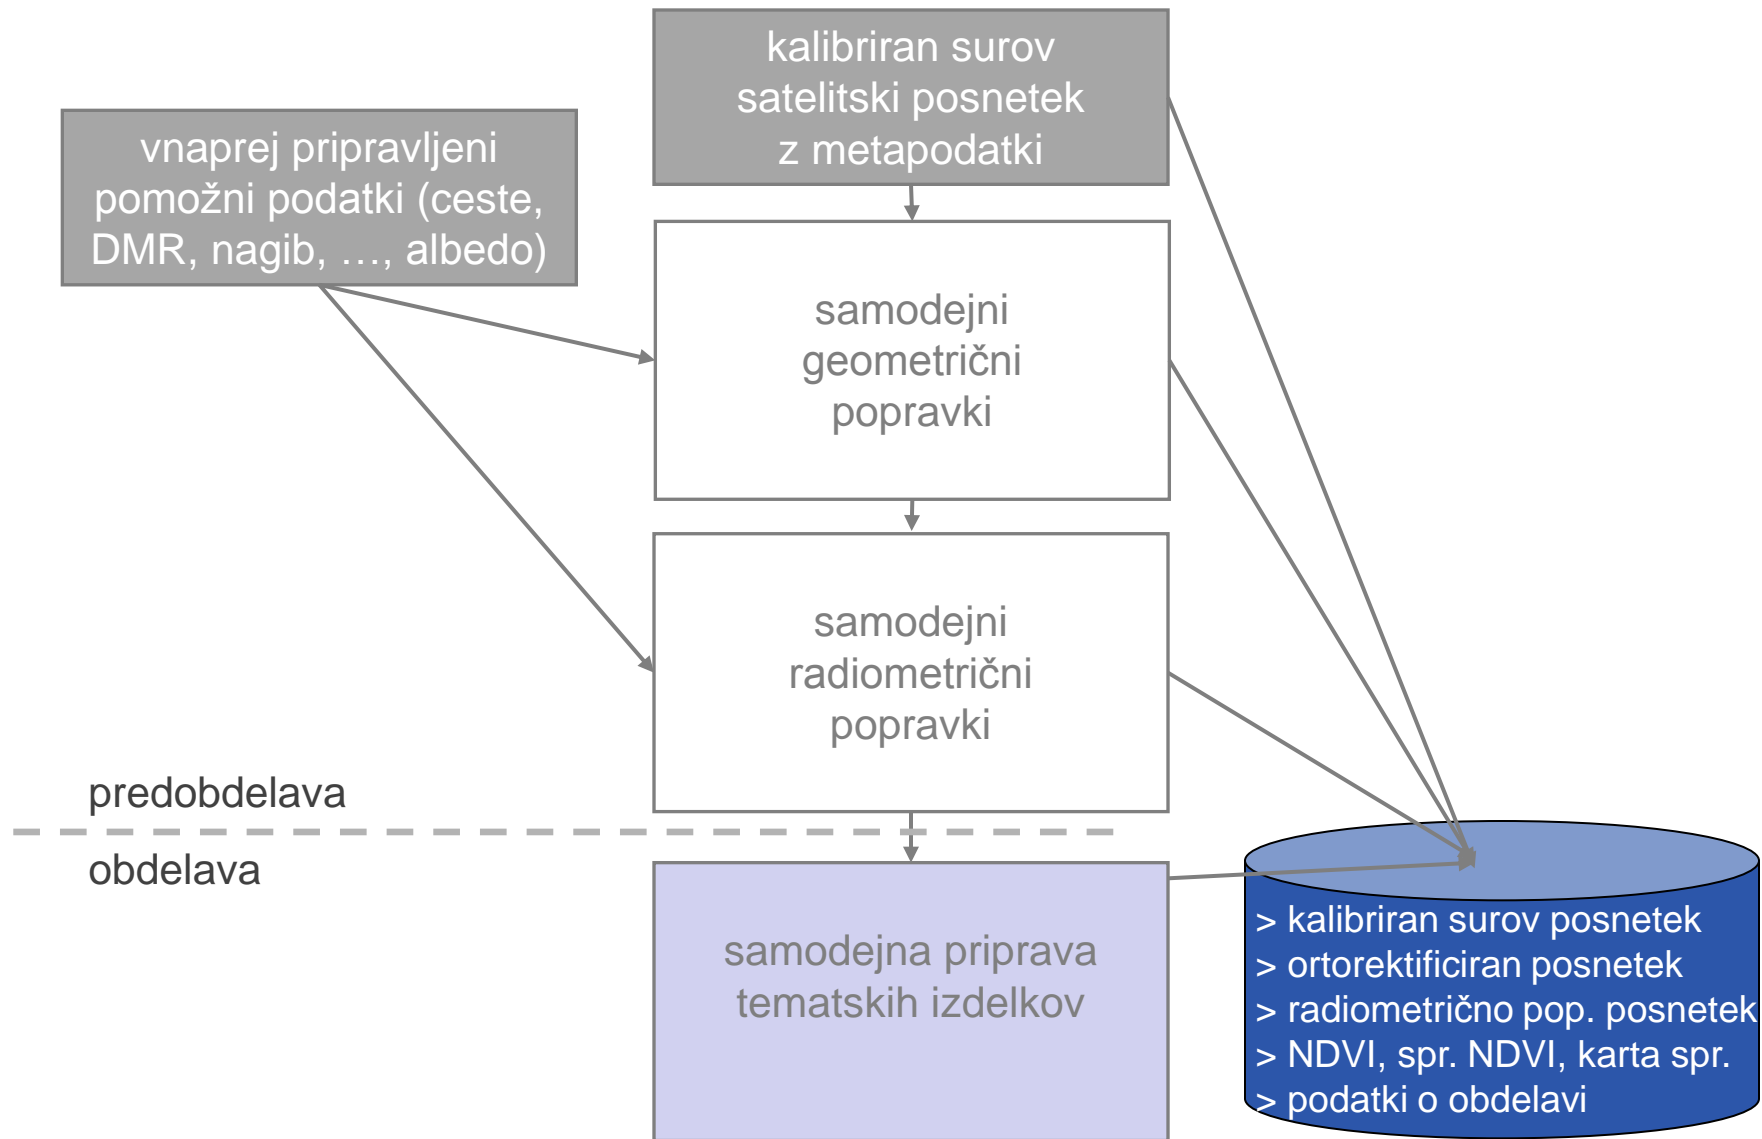 kalibriran surov
satelitski posnetek
z metapodatki
vnaprej pripravljeni
pomožni podatki (ceste,
DMR, nagib, …, albedo)
samodejni
geometrični
popravki
samodejni
radiometrični
popravki
predobdelava
obdelava
samodejna priprava
tematskih izdelkov
> kalibriran surov posnetek
> ortorektificiran posnetek
> radiometrično pop. posnetek
> NDVI, spr. NDVI, karta spr.
> podatki o obdelavi